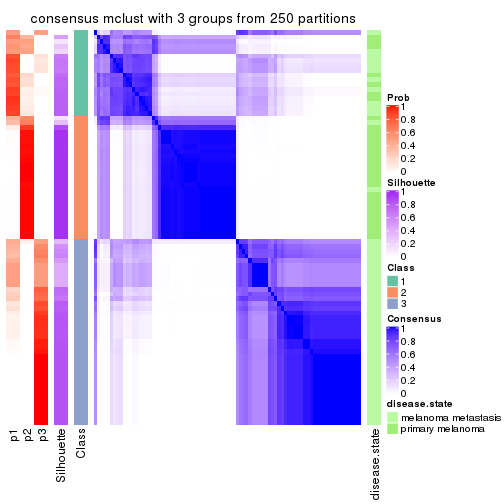 consensus mclust with 3 groups from 250 partitions
Prob
1
0.8
0.6
0.4
0.2
0
Silhouette
1
0.8
0.6
0.4
0.2
0
Class
1
2
3
Consensus
1
0.8
0.6
0.4
0.2
0
disease.state
melanoma metastasis
primary melanoma
p1
p2
p3
Silhouette
Class
disease.state